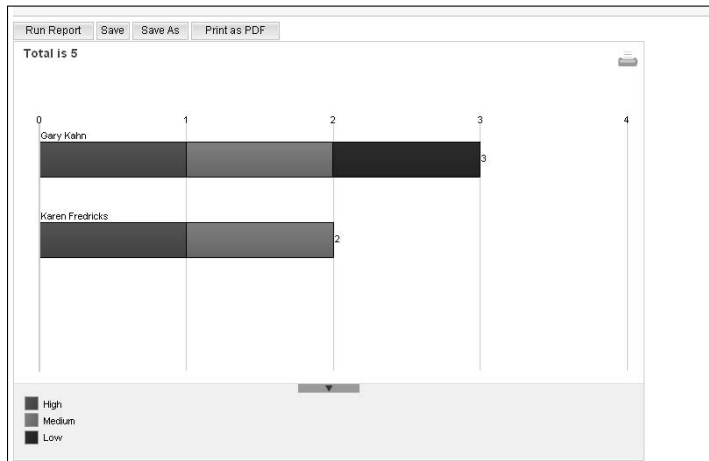 Run Report Save Save As Print as PDF
Total is 5
0 1 2 3 4
Gary Kahn
3
Karen Fredricks
2
High
Medium
Low